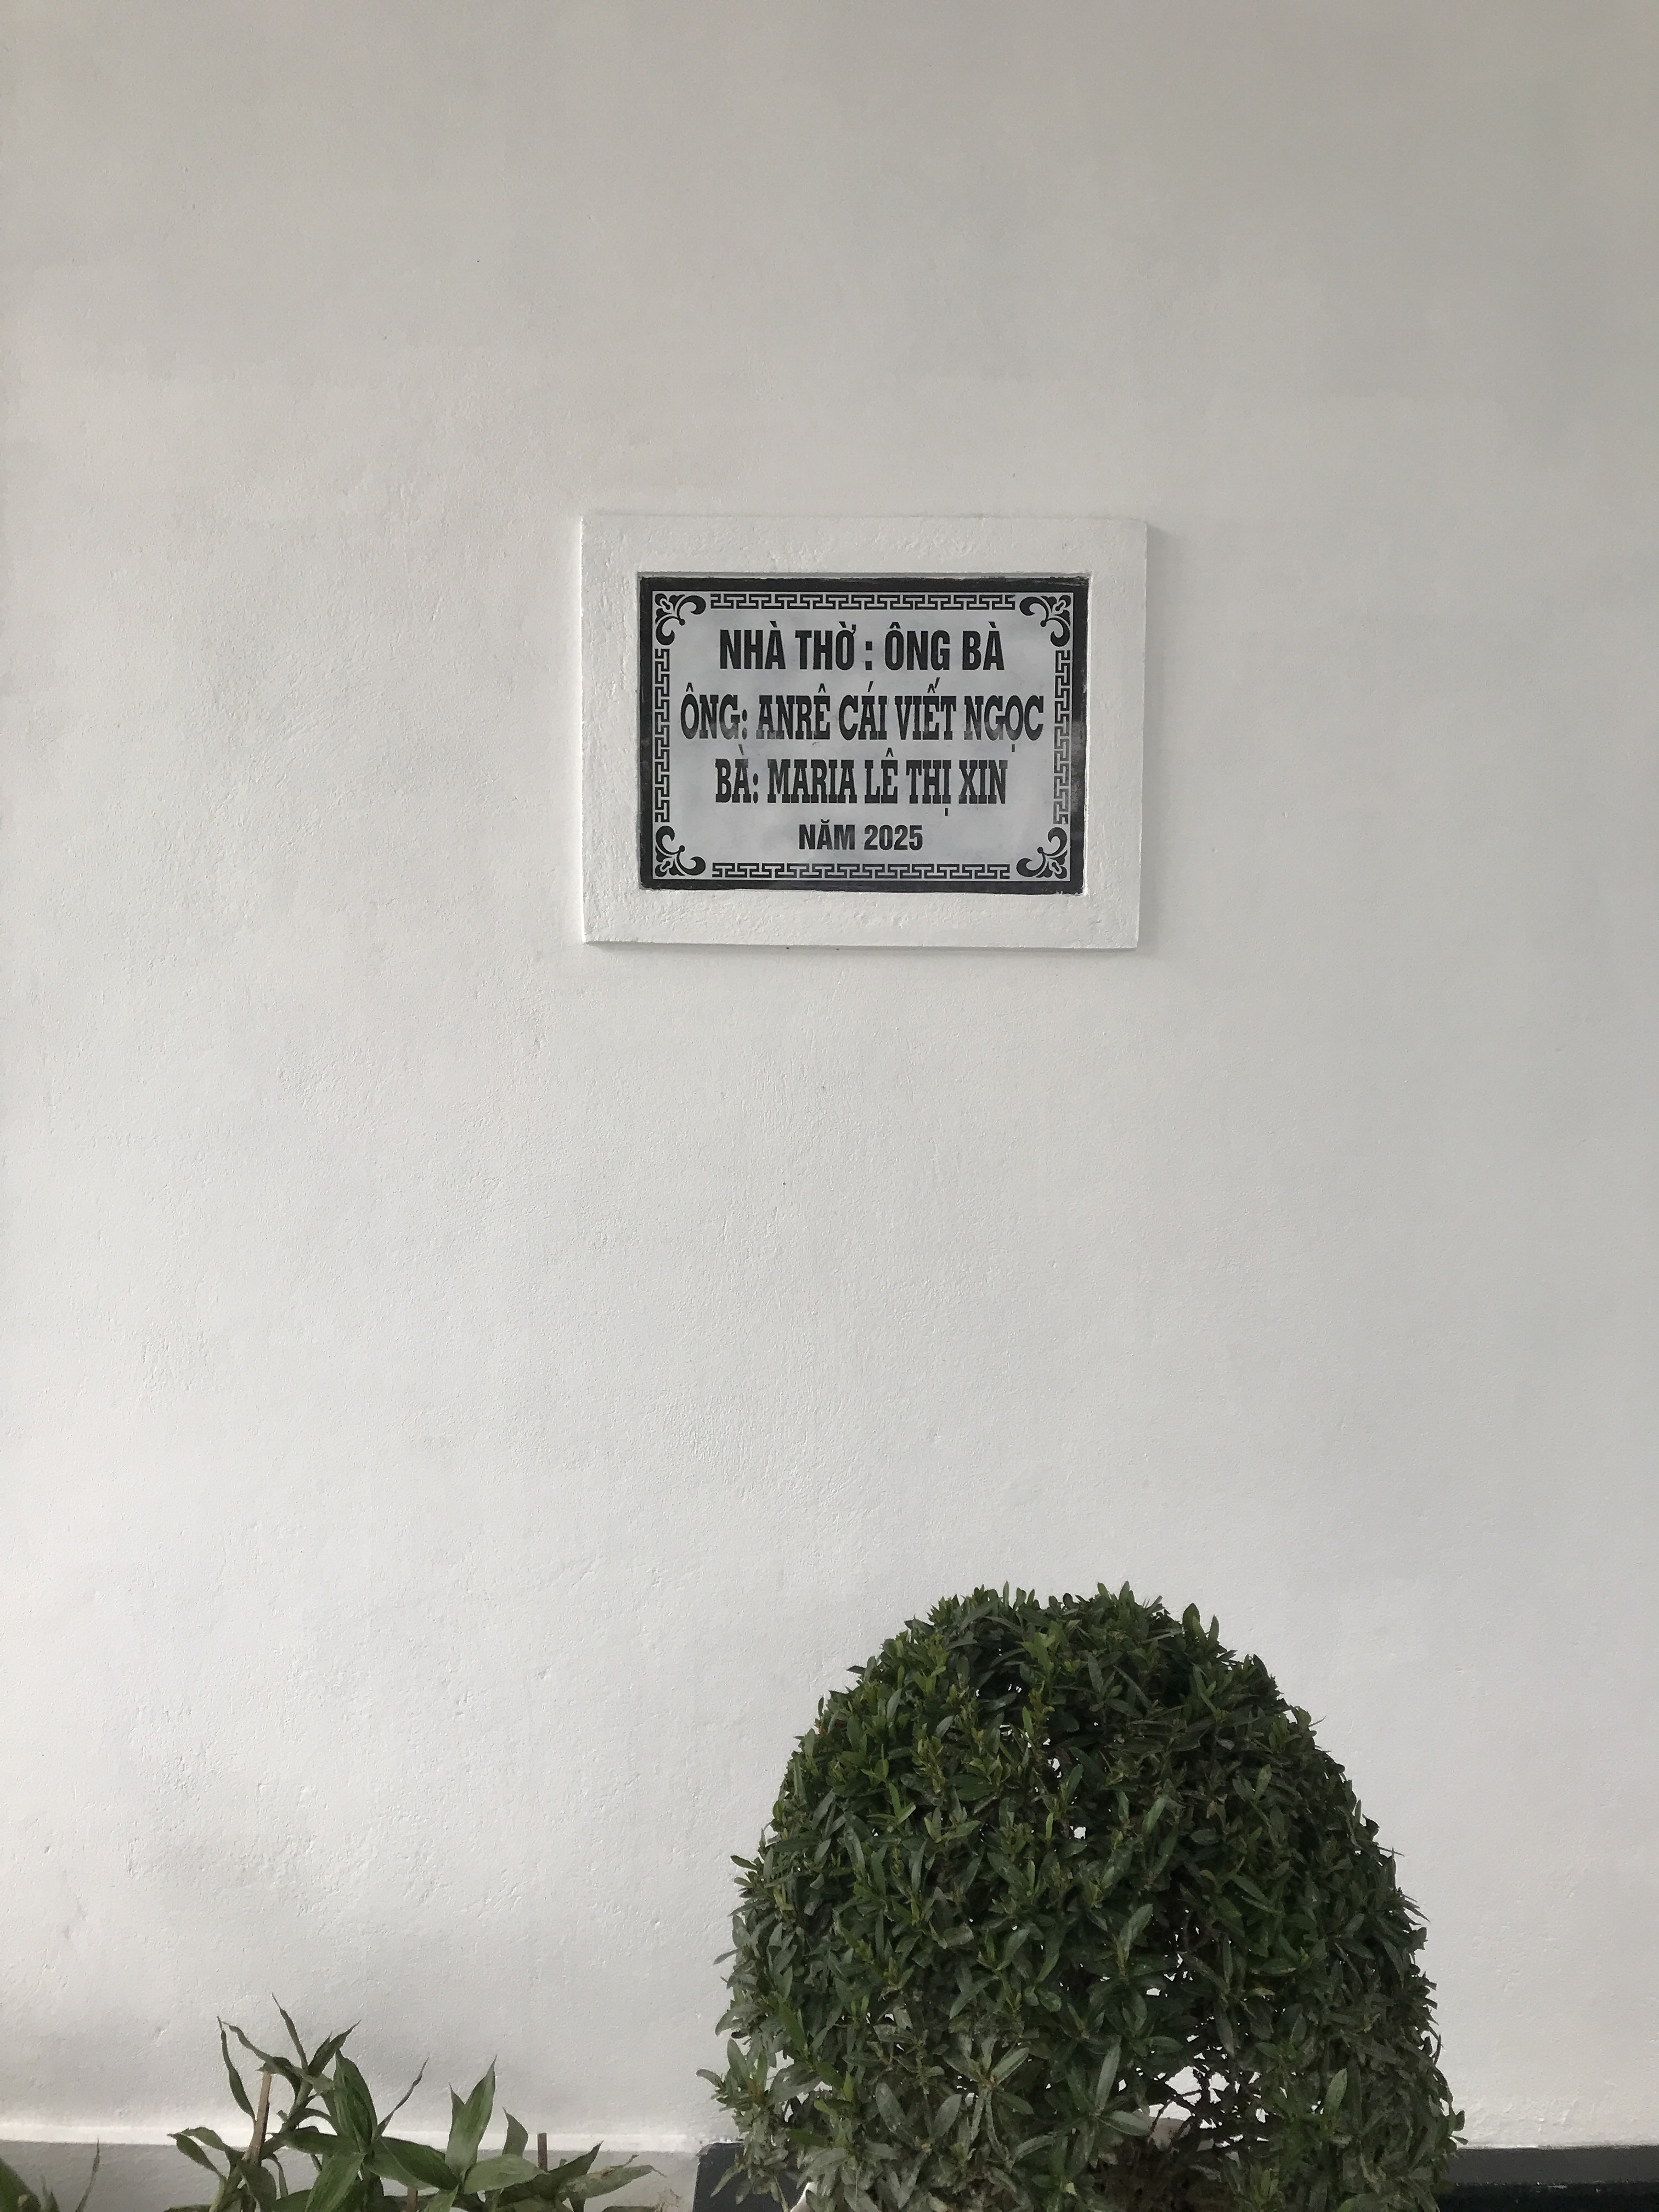 NHÀ THỜ : ÔNG BÀ
ÔNG: ANRÊ CÁI VIẾT NGỌC
BÀ: MARIA LÊ THỊ XIN
NĂM 2025